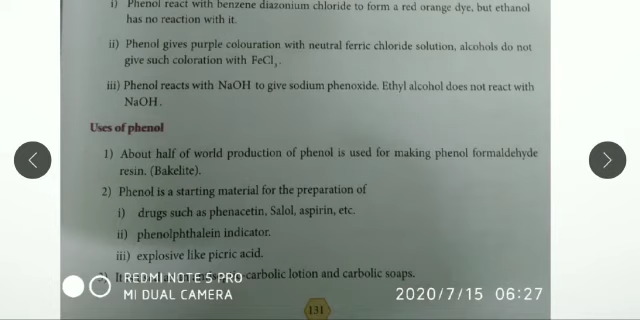 i) Phenol react with benzene diazonium chloride to form a red orange dye, but ethanol
has no reaction with it.
ii) Phenol gives purple colouration with neutral ferric chloride solution, alcohols do not
give such coloration with FeCl₃.
iii) Phenol reacts with NaOH to give sodium phenoxide. Ethyl alcohol does not react with
NaOH.
Uses of phenol
1) About half of world production of phenol is used for making phenol formaldehyde
resin. (Bakelite).
2) Phenol is a starting material for the preparation of
i) drugs such as phenacetin, Salol, aspirin, etc.
ii) phenolphthalein indicator.
iii) explosive like picric acid.
It carbolic lotion and carbolic soaps.
REDMI NOTE 5 PRO
MI DUAL CAMERA
2020/7/15 06:27
131